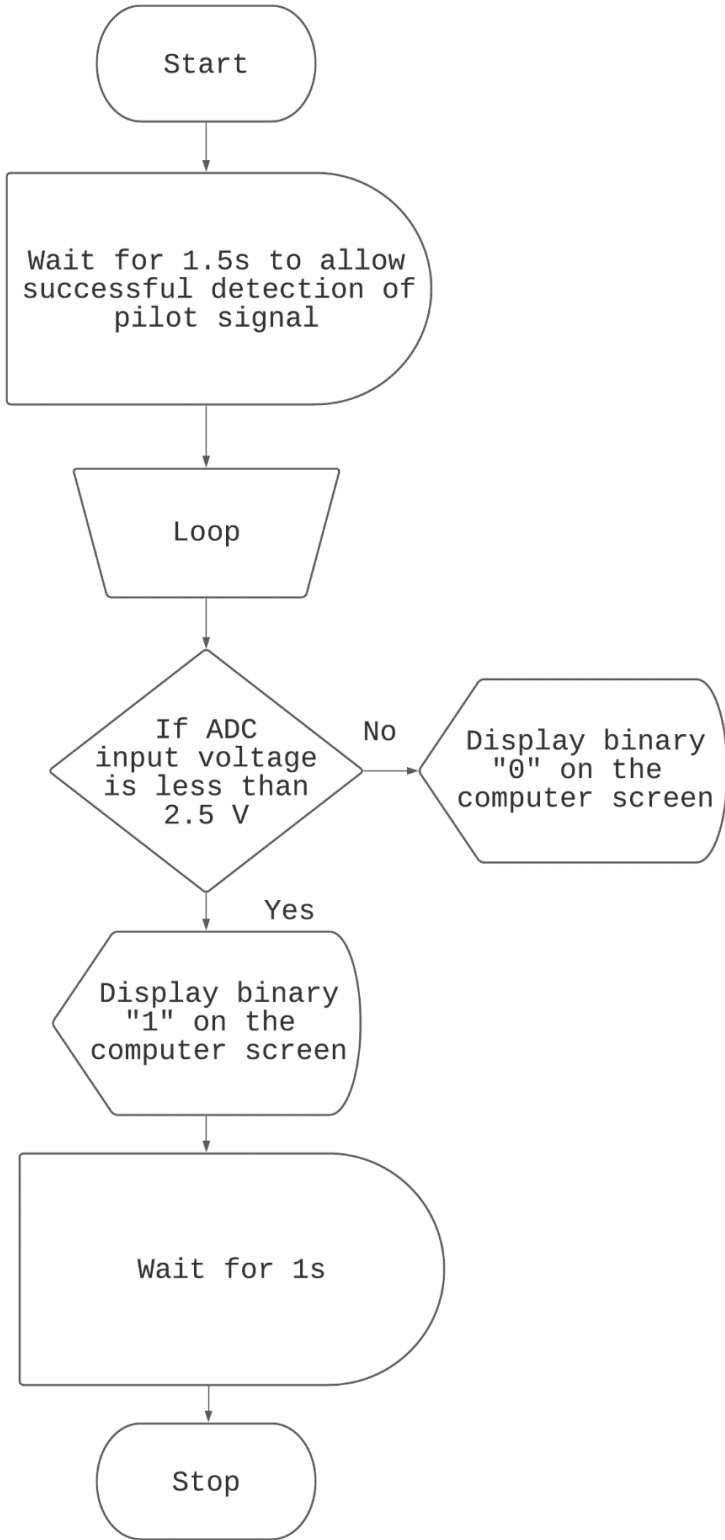 Start
Wait for 1.5s to allow
successful detection of
pilot signal
Loop
If ADC
input voltage
is less than
2.5 V
No
Display binary
"0" on the
computer screen
Yes
Display binary
"1" on the
computer screen
Wait for 1s
Stop